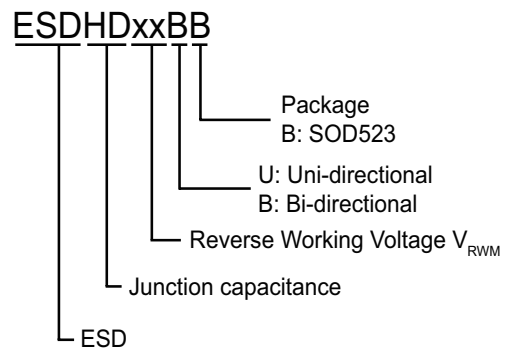 ESDHDxxBB
Package
B: SOD523
U: Uni-directional
B: Bi-directional
Reverse Working Voltage VRWM
Junction capacitance
ESD